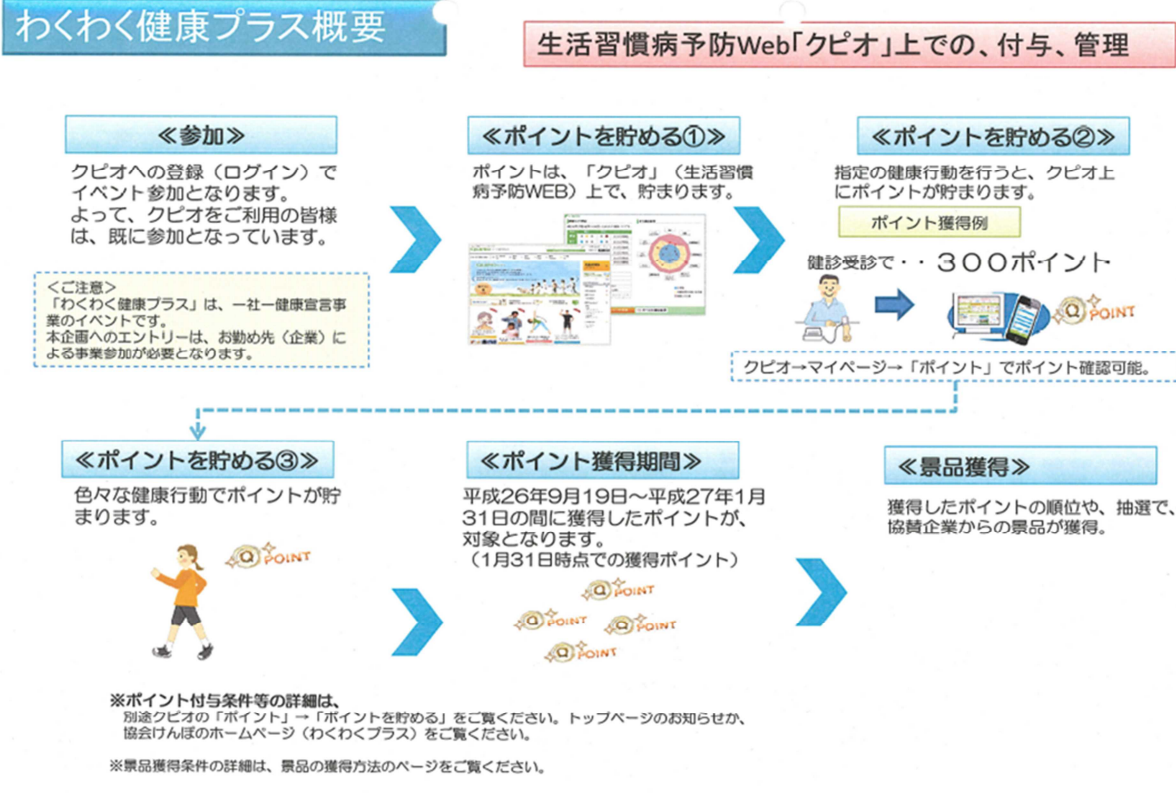 わくわく健康プラス概要
生活習慣病予防Web「クピオ」上での、付与、管理
≪参加≫
クピオへの登録（ログイン）で
イベント参加となります。
よって、クピオをご利用の皆様
は、既に参加となっています。
＜ご注意＞
「わくわく健康プラス」は、一社一健康宣言事
業のイベントです。
本企画へのエントリーは、お勤め先（企業）に
よる事業参加が必要となります。
≪ポイントを貯める①≫
ポイントは、「クピオ」（生活習慣
病予防WEB）上で、貯まります。
≪ポイントを貯める②≫
指定の健康行動を行うと、クピオ上
にポイントが貯まります。
ポイント獲得例
健診受診で・・３００ポイント
Q POINT
クピオ→マイページ→「ポイント」でポイント確認可能。
≪ポイントを貯める③≫
色々な健康行動でポイントが貯
まります。
Q POINT
≪ポイント獲得期間≫
平成26年9月19日～平成27年1月
31日の間に獲得したポイントが、
対象となります。
（1月31日時点での獲得ポイント）
Q POINT
Q POINT
Q POINT
Q POINT
≪景品獲得≫
獲得したポイントの順位や、抽選で、
協賛企業からの景品が獲得。
※ポイント付与条件等の詳細は、
別途クピオの「ポイント」→「ポイントを貯める」をご覧ください。トップページのお知らせか、
協会けんぽのホームページ（わくわくプラス）をご覧ください。
※景品獲得条件の詳細は、景品の獲得方法のページをご覧ください。